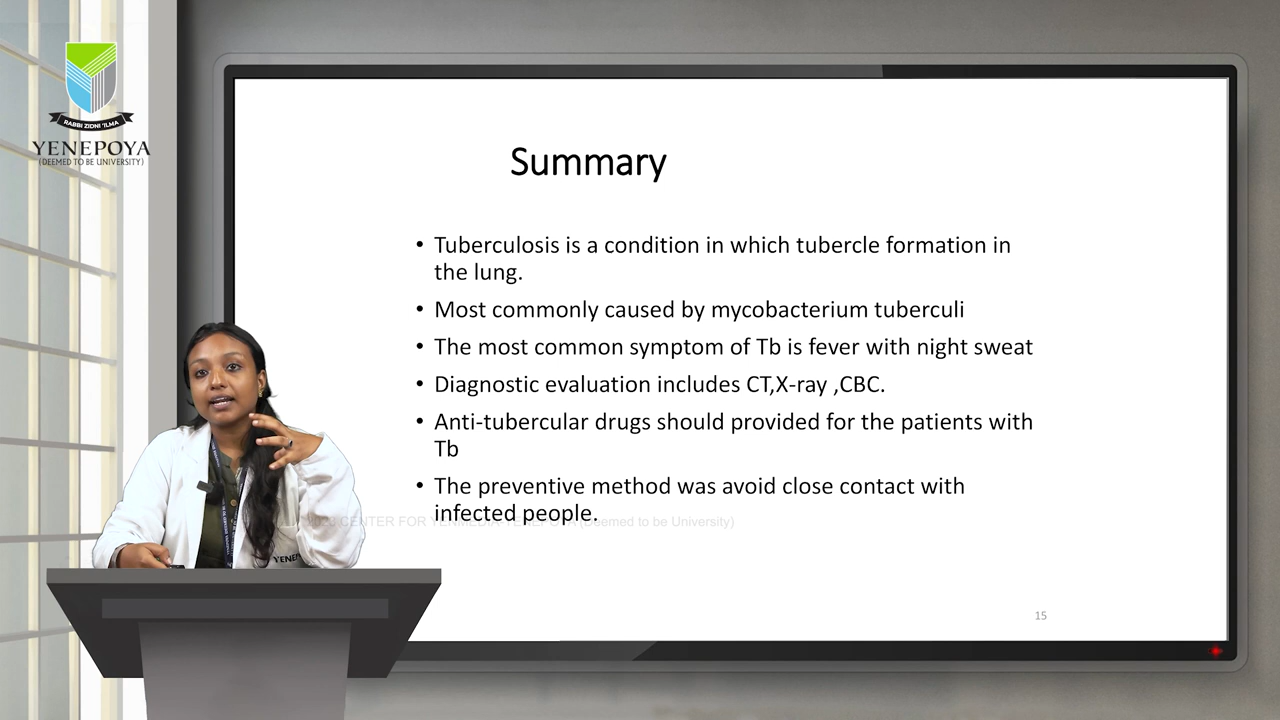 RABBI ZIDNI 'ILMA
YENEPOYA
(DEEMED TO BE UNIVERSITY)
Summary
• Tuberculosis is a condition in which tubercle formation in
the lung.
• Most commonly caused by mycobacterium tuberculi
• The most common symptom of Tb is fever with night sweat
• Diagnostic evaluation includes CT,X-ray ,CBC.
• Anti-tubercular drugs should provided for the patients with
Tb
• The preventive method was avoid close contact with
infected people.
CENTER FOR YENMEDIA YENEPOYA (Deemed to be University)
YENEP
15